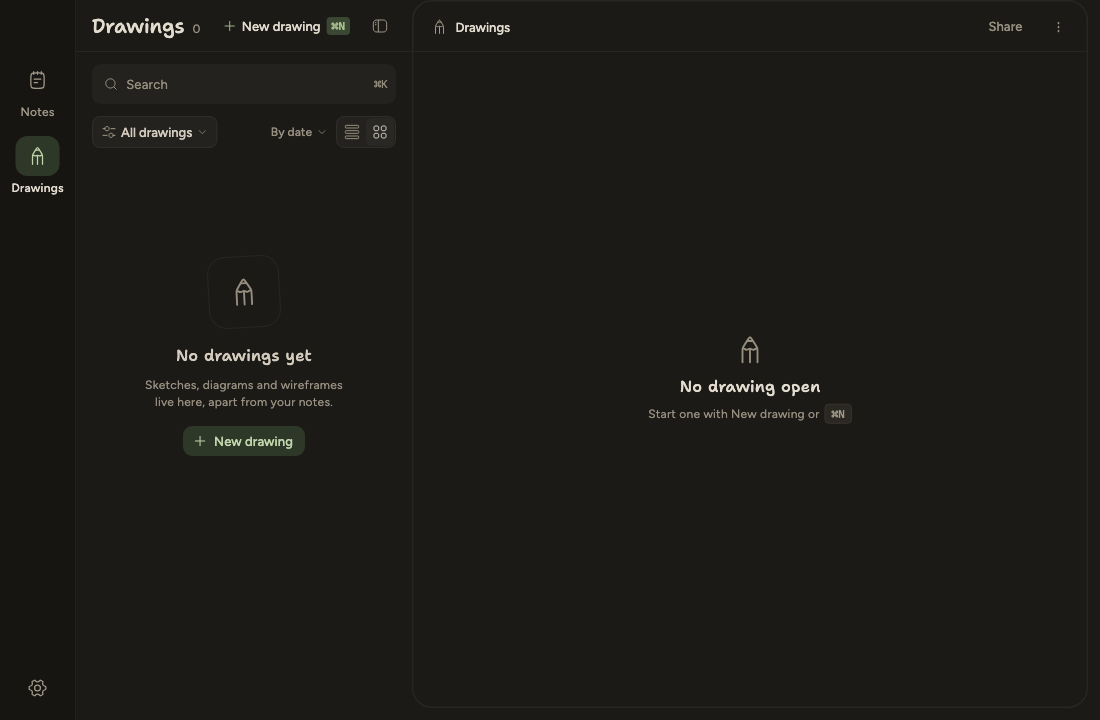 Notes
Drawings
Drawings 0
New drawing ⌘N
Search ⌘K
All drawings
By date
No drawings yet
Sketches, diagrams and wireframes
live here, apart from your notes.
New drawing
Drawings
Share
No drawing open
Start one with New drawing or ⌘N